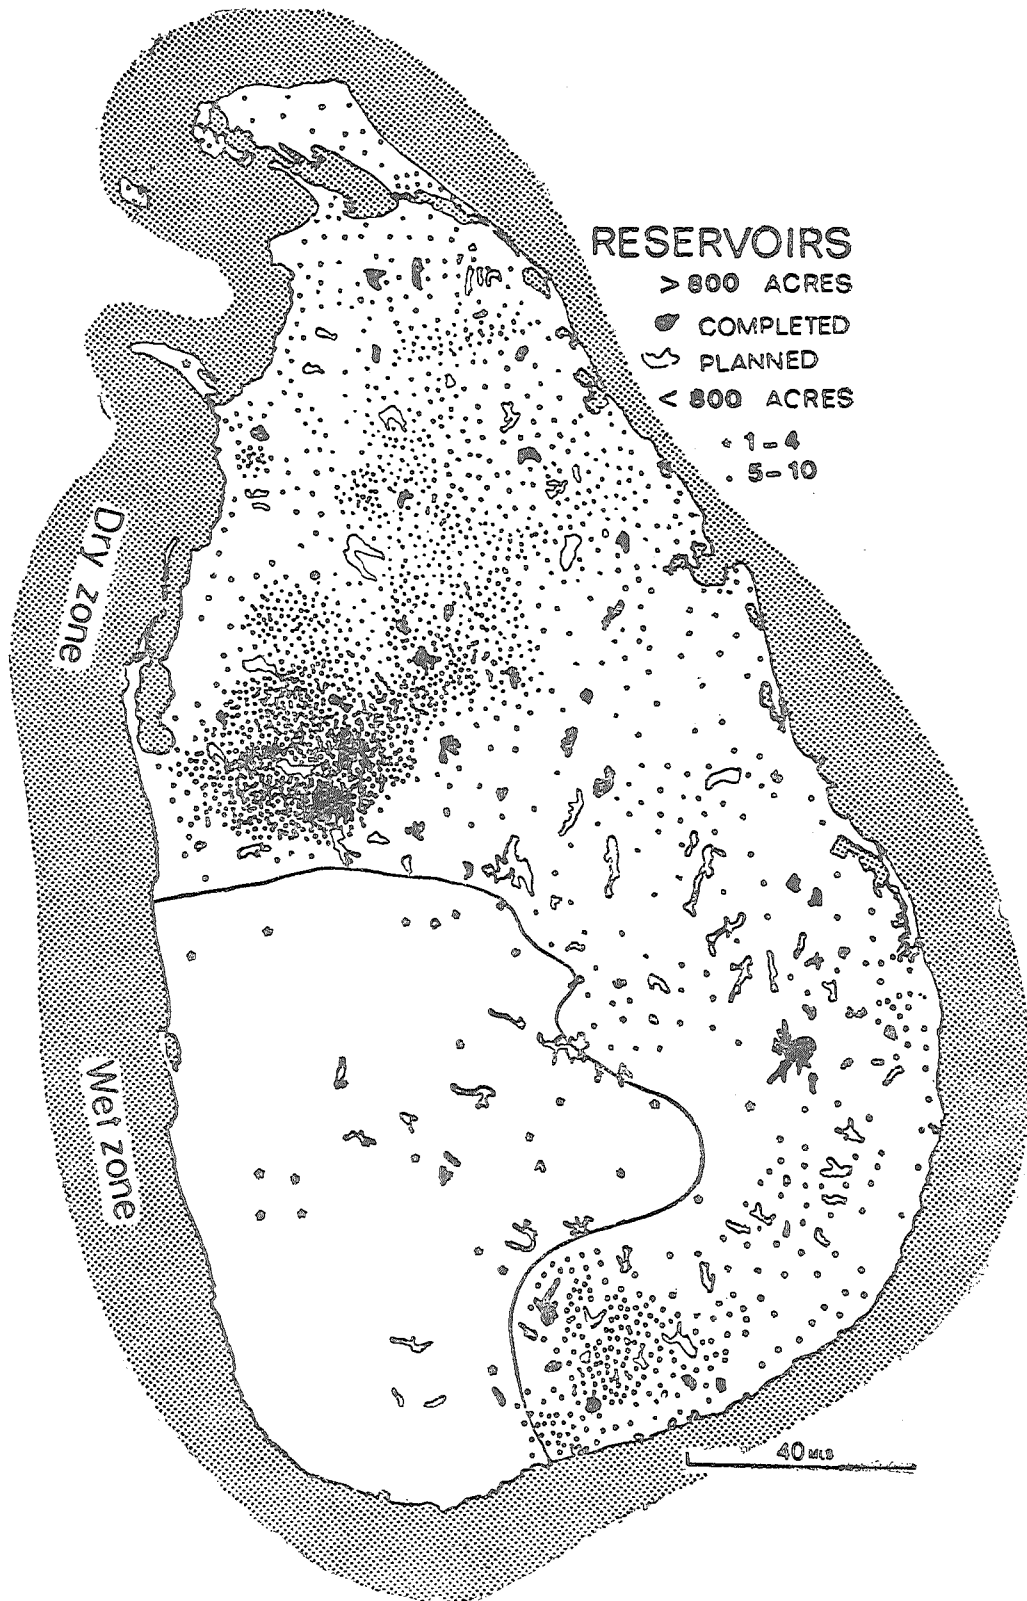 RESERVOIRS
> 800 ACRES
COMPLETED
PLANNED
< 800 ACRES
1-4
5-10
Dry zone
Wet zone
40 MLS